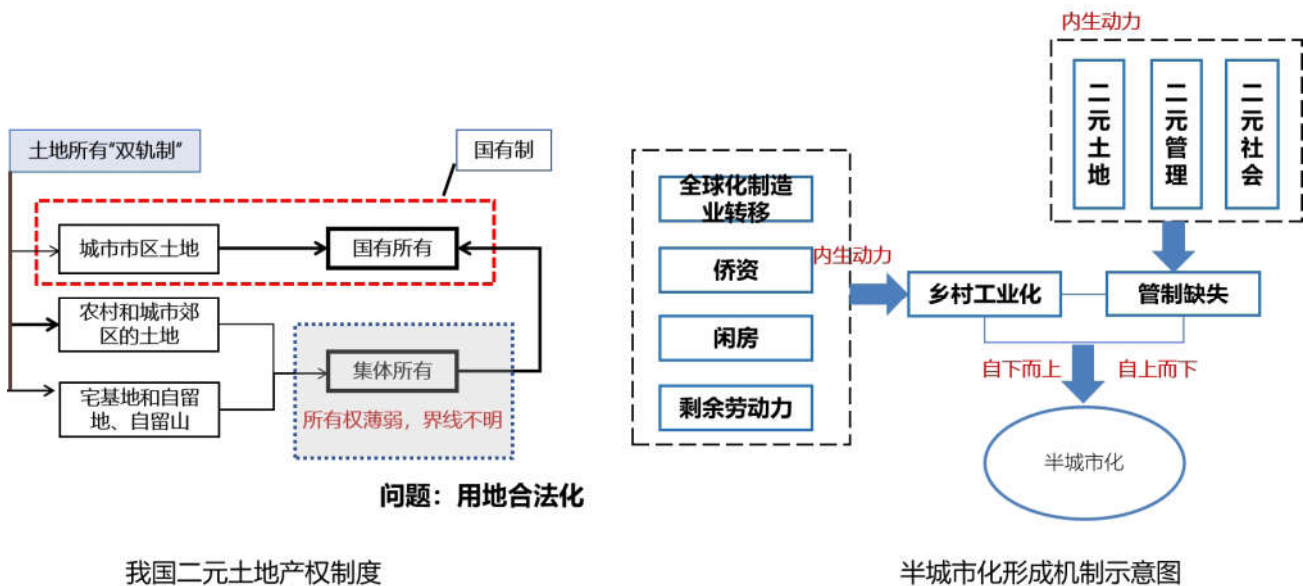 土地所有“双轨制”
国有制
城市市区土地
国有所有
农村和城市郊
区的土地
集体所有
宅基地和自留
地、自留山
所有权薄弱，界线不明
问题：用地合法化
我国二元土地产权制度
内生动力
二元土地
二元管理
二元社会
全球化制造
业转移
侨资
闲房
剩余劳动力
内生动力
乡村工业化
管制缺失
自下而上
自上而下
半城市化
半城市化形成机制示意图